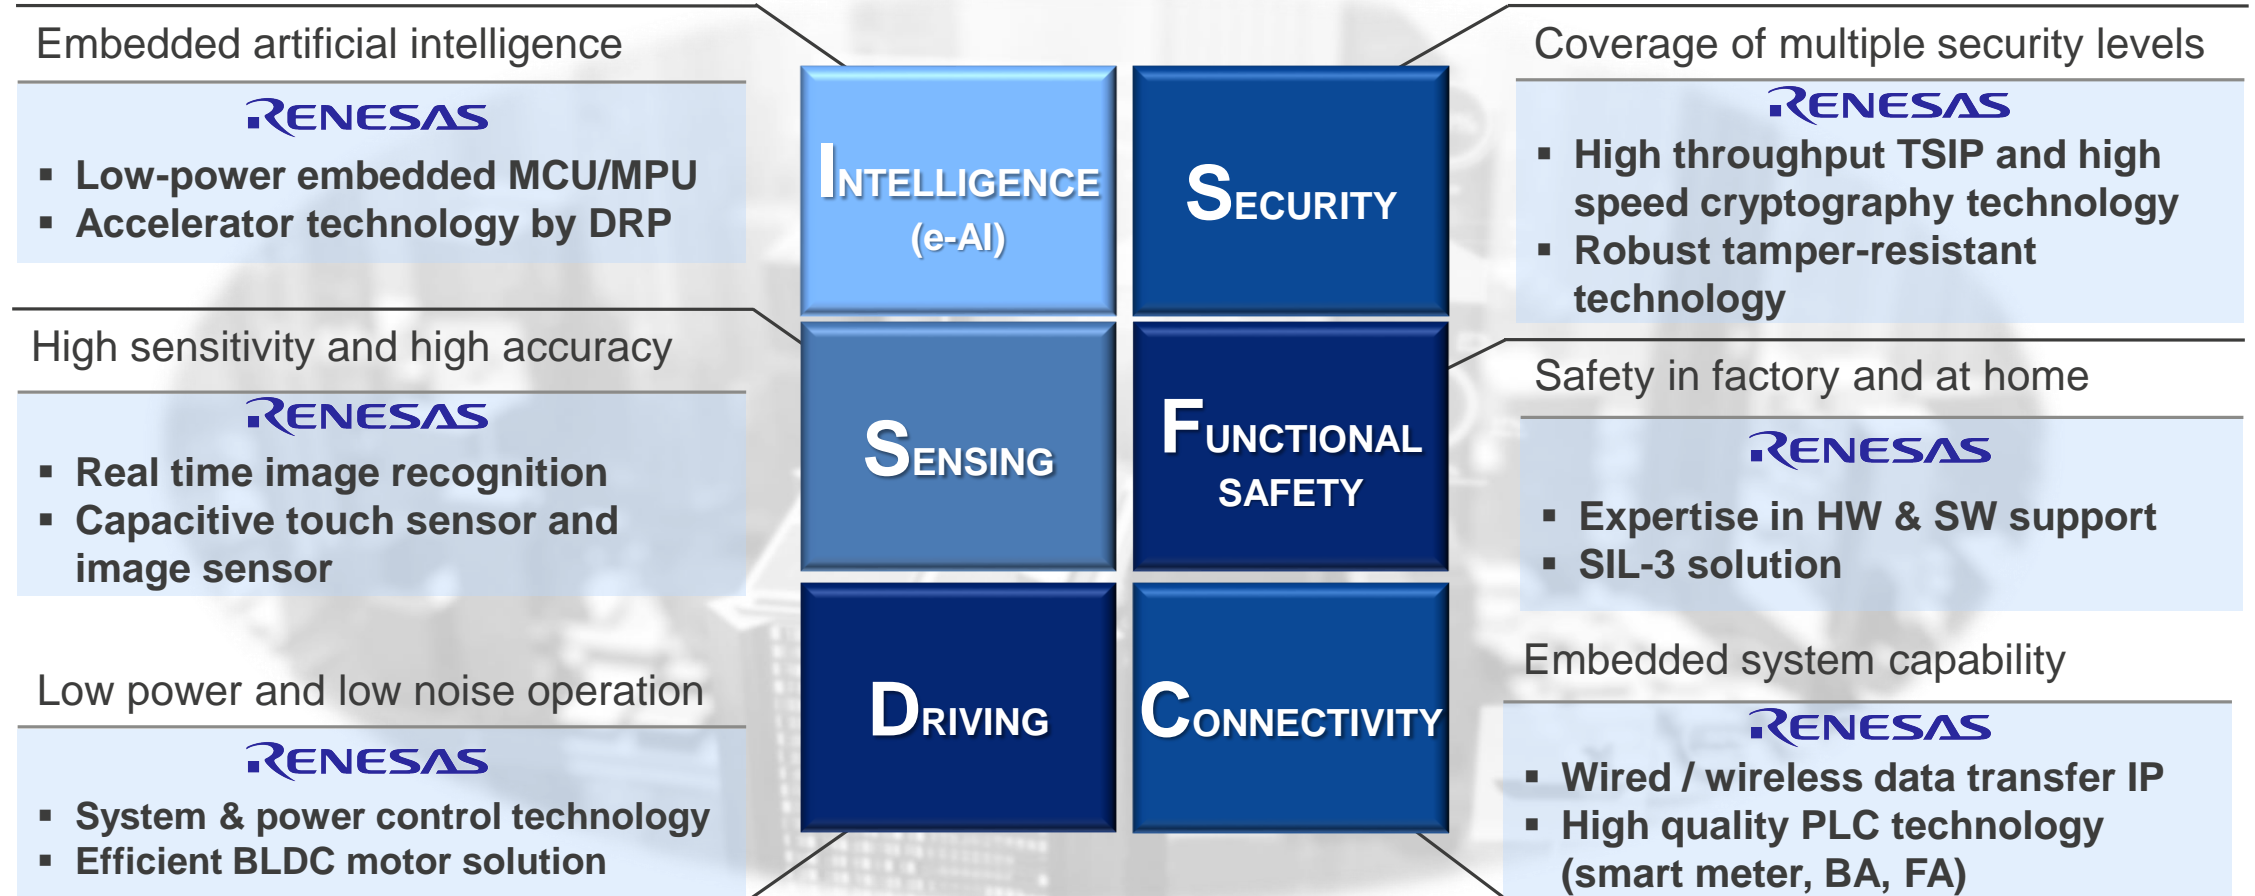 Embedded artificial intelligence
RENESAS
▪ Low-power embedded MCU/MPU
▪ Accelerator technology by DRP
High sensitivity and high accuracy
RENESAS
▪ Real time image recognition
▪ Capacitive touch sensor and
image sensor
Low power and low noise operation
RENESAS
▪ System & power control technology
▪ Efficient BLDC motor solution
INTELLIGENCE
(e-AI)
SECURITY
SENSING
FUNCTIONAL
SAFETY
DRIVING
CONNECTIVITY
Coverage of multiple security levels
RENESAS
▪ High throughput TSIP and high
speed cryptography technology
▪ Robust tamper-resistant
technology
Safety in factory and at home
RENESAS
▪ Expertise in HW & SW support
▪ SIL-3 solution
Embedded system capability
RENESAS
▪ Wired / wireless data transfer IP
▪ High quality PLC technology
(smart meter, BA, FA)